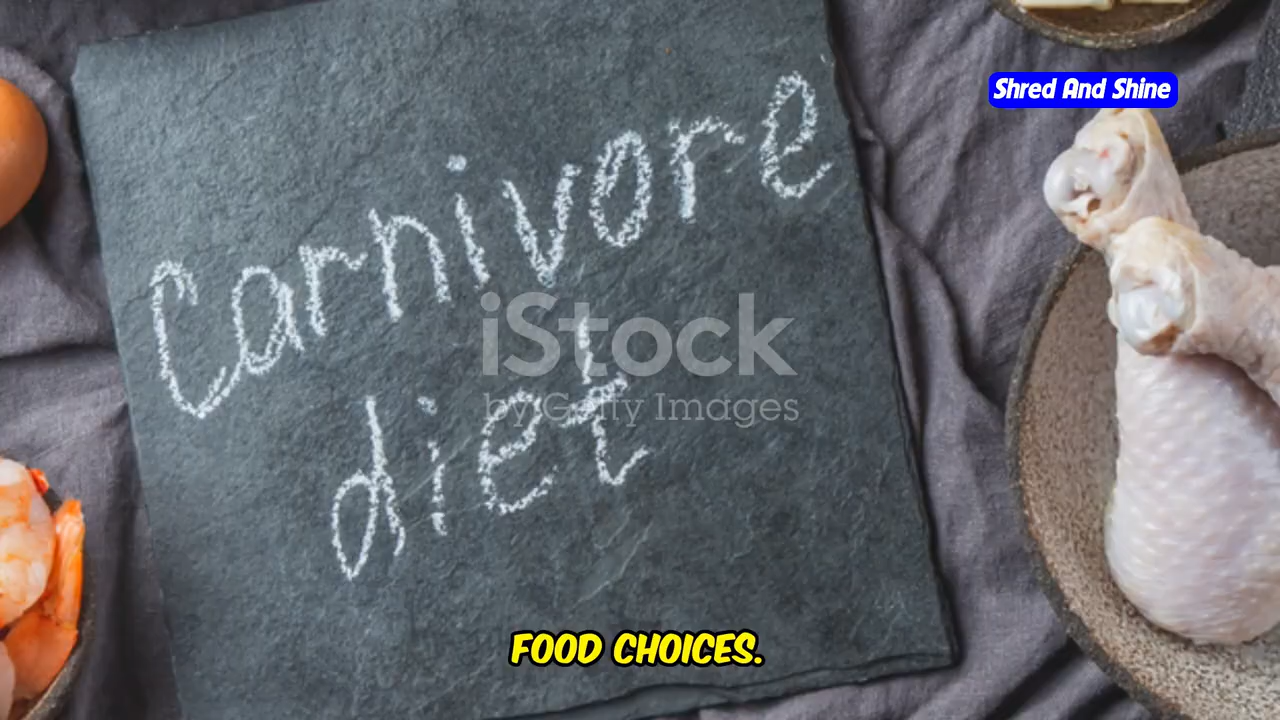 Shred And Shine
Carnivore
diet
iStock
by Getty Images
FOOD CHOICES.